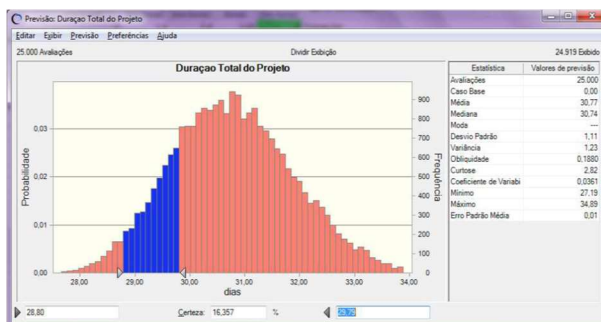 Previsão: Duraçao Total do Projeto
Editar Exibir Previsão Preferências Ajuda
25.000 Avaliações Dividir Exibição 24.919 Exibido
Duraçao Total do Projeto
Probabilidade
0,03
0,02
0,01
0,00
Frequência
900
800
700
600
500
400
300
200
100
0
28,00 29,00 30,00 31,00 32,00 33,00 34,00
dias
Estatística Valores de previsão
Avaliações 25.000
Caso Base 0,00
Média 30,77
Mediana 30,74
Moda ---
Desvio Padrão 1,11
Variância 1,23
Obliquidade 0,1880
Curtose 2,82
Coeficiente de Variabi 0,0361
Mínimo 27,19
Máximo 34,89
Erro Padrão Média 0,01
28,80 Certeza: 16,357 % 29,79